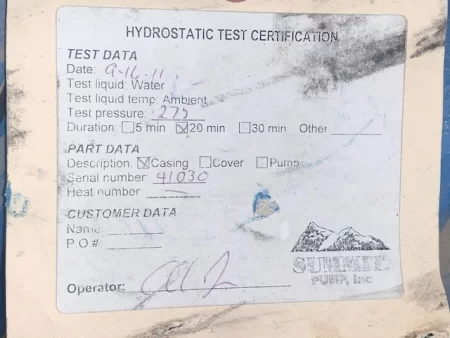 HYDROSTATIC TEST CERTIFICATION
TEST DATA
Date: 9-16-11
Test liquid: Water
Test liquid temp: Ambient
Test pressure: 275
Duration: ☐5 min ☒20 min ☐30 min Other
PART DATA
Description: ☒Casing ☐Cover ☐Pump
Serial number: 41030
Heat number: —
CUSTOMER DATA
Name:
P.O.#
SUMMIT
PUMP, Inc
Operator: